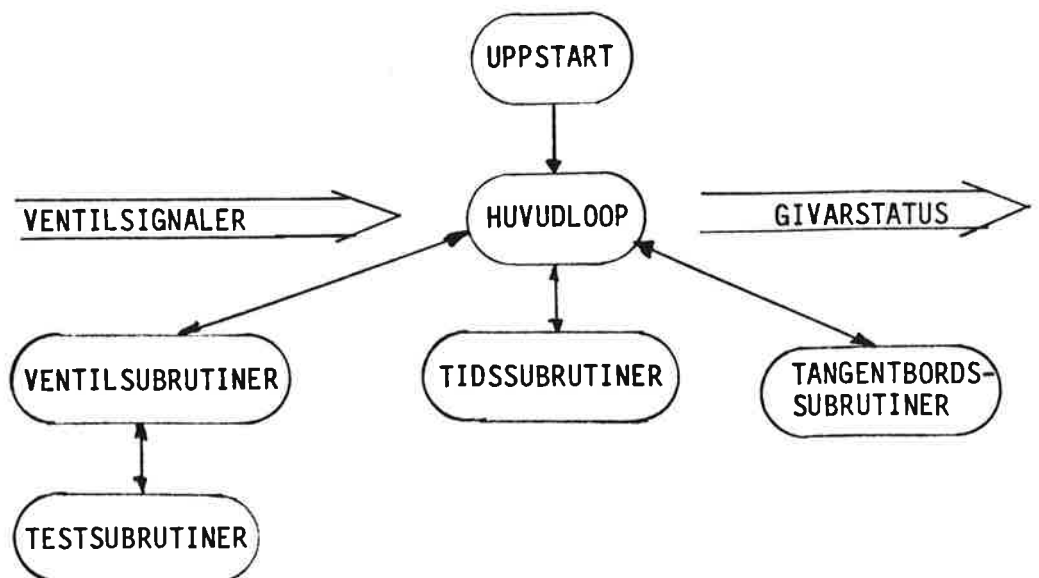 UPPSTART
VENTILSIGNALER
HUVUDLOOP
GIVARSTATUS
VENTILSUBRUTINER
TIDSSUBRUTINER
TANGENTBORDS-
SUBRUTINER
TESTSUBRUTINER